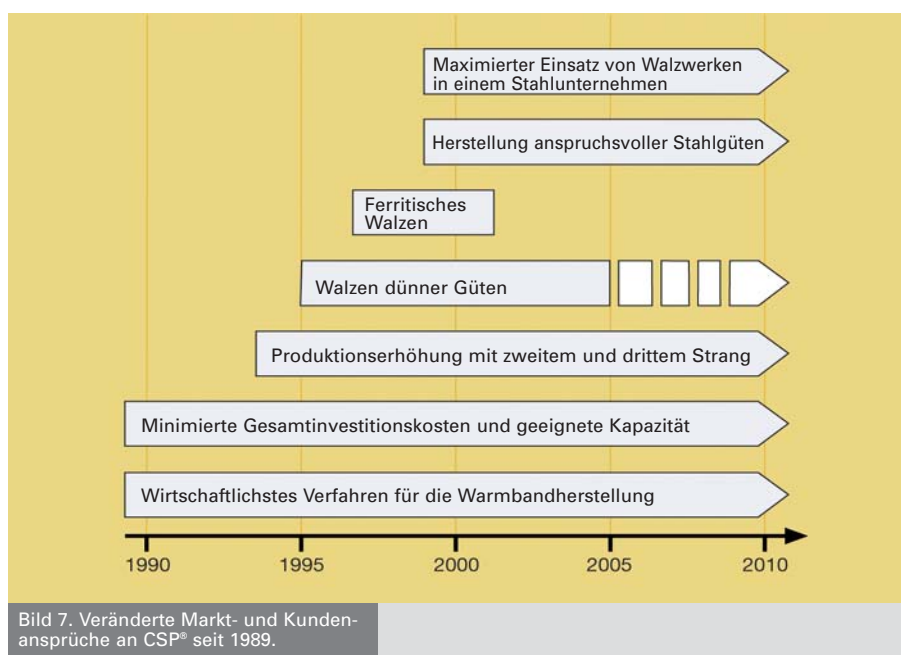 Maximierter Einsatz von Walzwerken
in einem Stahlunternehmen
Herstellung anspruchsvoller Stahlgüten
Ferritisches
Walzen
Walzen dünner Güten
Produktionserhöhung mit zweitem und drittem Strang
Minimierte Gesamtinvestitionskosten und geeignete Kapazität
Wirtschaftlichstes Verfahren für die Warmbandherstellung
1990 1995 2000 2005 2010
Bild 7. Veränderte Markt- und Kunden-
ansprüche an CSP® seit 1989.